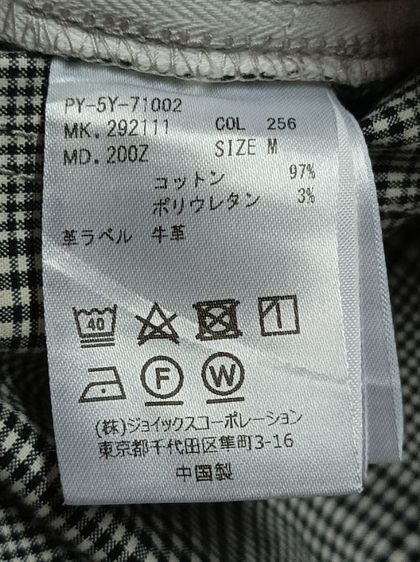 PY-5Y-71002
MK.292111 COL 256
MD.200Z SIZE M
コットン 97%
ポリウレタン 3%
革ラベル 牛革
40
F W
(株)ジョイックスコーポレーション
東京都千代田区隼町3-16
中国製